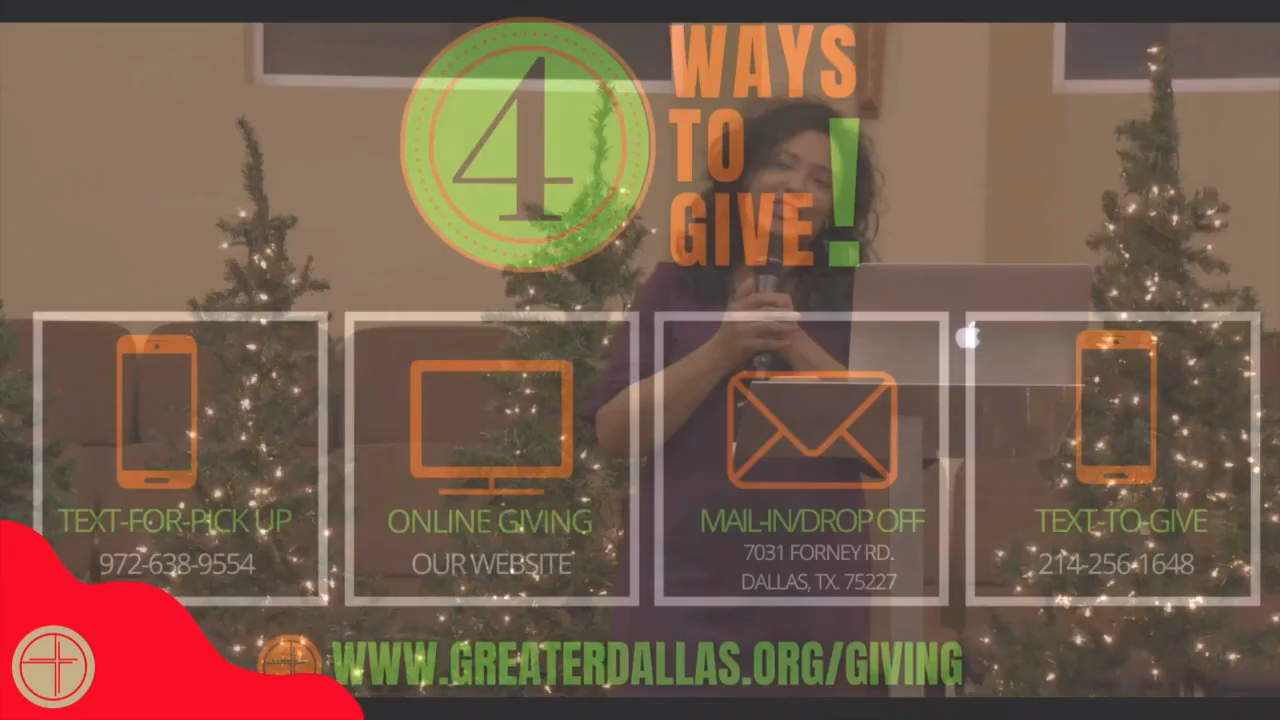 4
WAYS
TO
GIVE!
TEXT-FOR-PICK UP
972-638-9554
ONLINE GIVING
OUR WEBSITE
MAIL-IN/DROP OFF
7031 FORNEY RD.
DALLAS, TX. 75227
TEXT-TO-GIVE
214-256-1648
WWW.GREATERDALLAS.ORG/GIVING